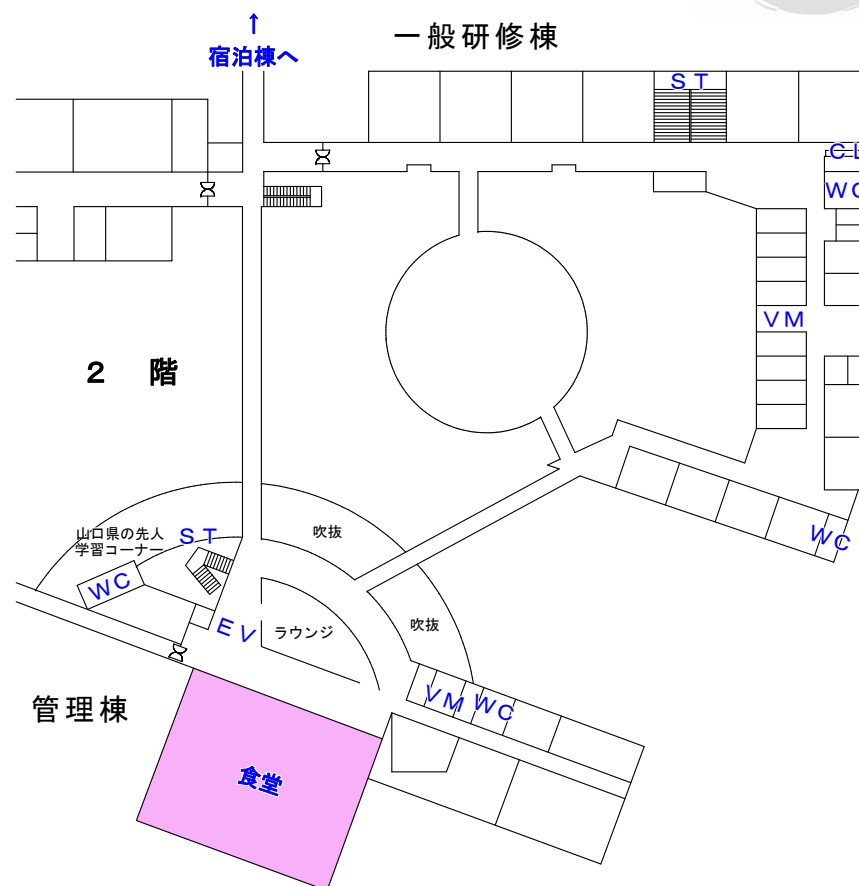 ↑
宿泊棟へ
一般研修棟
ST
CL
WC
VM
2 階
山口県の先人
学習コーナー
ST
吹抜
WC
WC
EV
ラウンジ
吹抜
VM
WC
管理棟
食堂